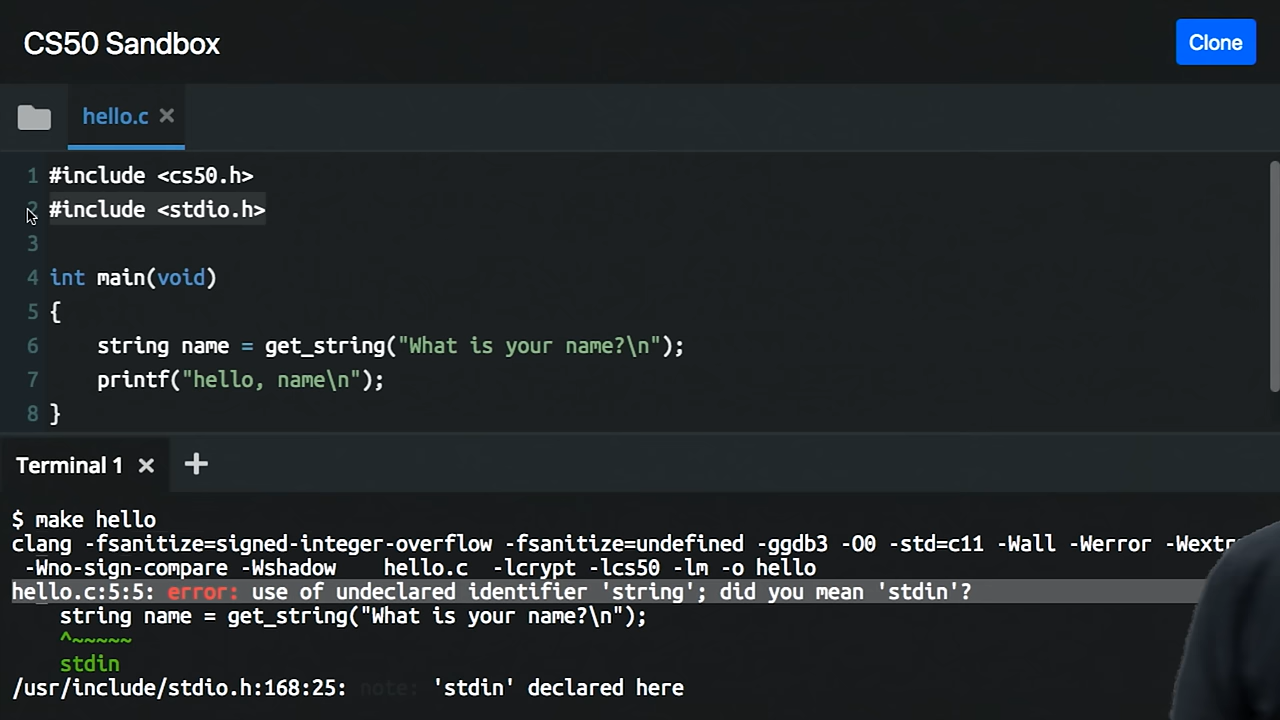 CS50 Sandbox
Clone
hello.c ×
1 #include <cs50.h>
2 #include <stdio.h>
3
4 int main(void)
5 {
6 string name = get_string("What is your name?\n");
7 printf("hello, name\n");
8 }
Terminal 1 × +
$ make hello
clang -fsanitize=signed-integer-overflow -fsanitize=undefined -ggdb3 -O0 -std=c11 -Wall -Werror
-Wno-sign-compare -Wshadow hello.c -lcrypt -lcs50 -lm -o hello
hello.c:5:5: error: use of undeclared identifier 'string'; did you mean 'stdin'?
string name = get_string("What is your name?\n");
^~~~~~
stdin
/usr/include/stdio.h:168:25: note: 'stdin' declared here